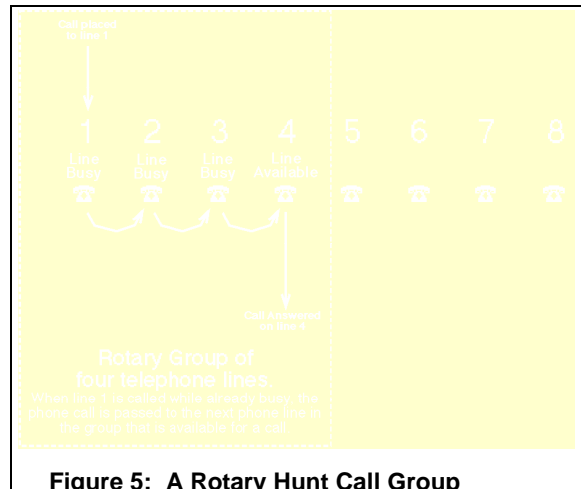 Call placed
to line 1
1 2 3 4 5 6 7 8
Line Line Line Line
Busy Busy Busy Available
Call Answered
on line 4
Rotary Group of
four telephone lines.
When line 1 is called while already busy, the
phone call is passed to the next phone line in
the group that is available for a call.
Figure 5: A Rotary Hunt Call Group